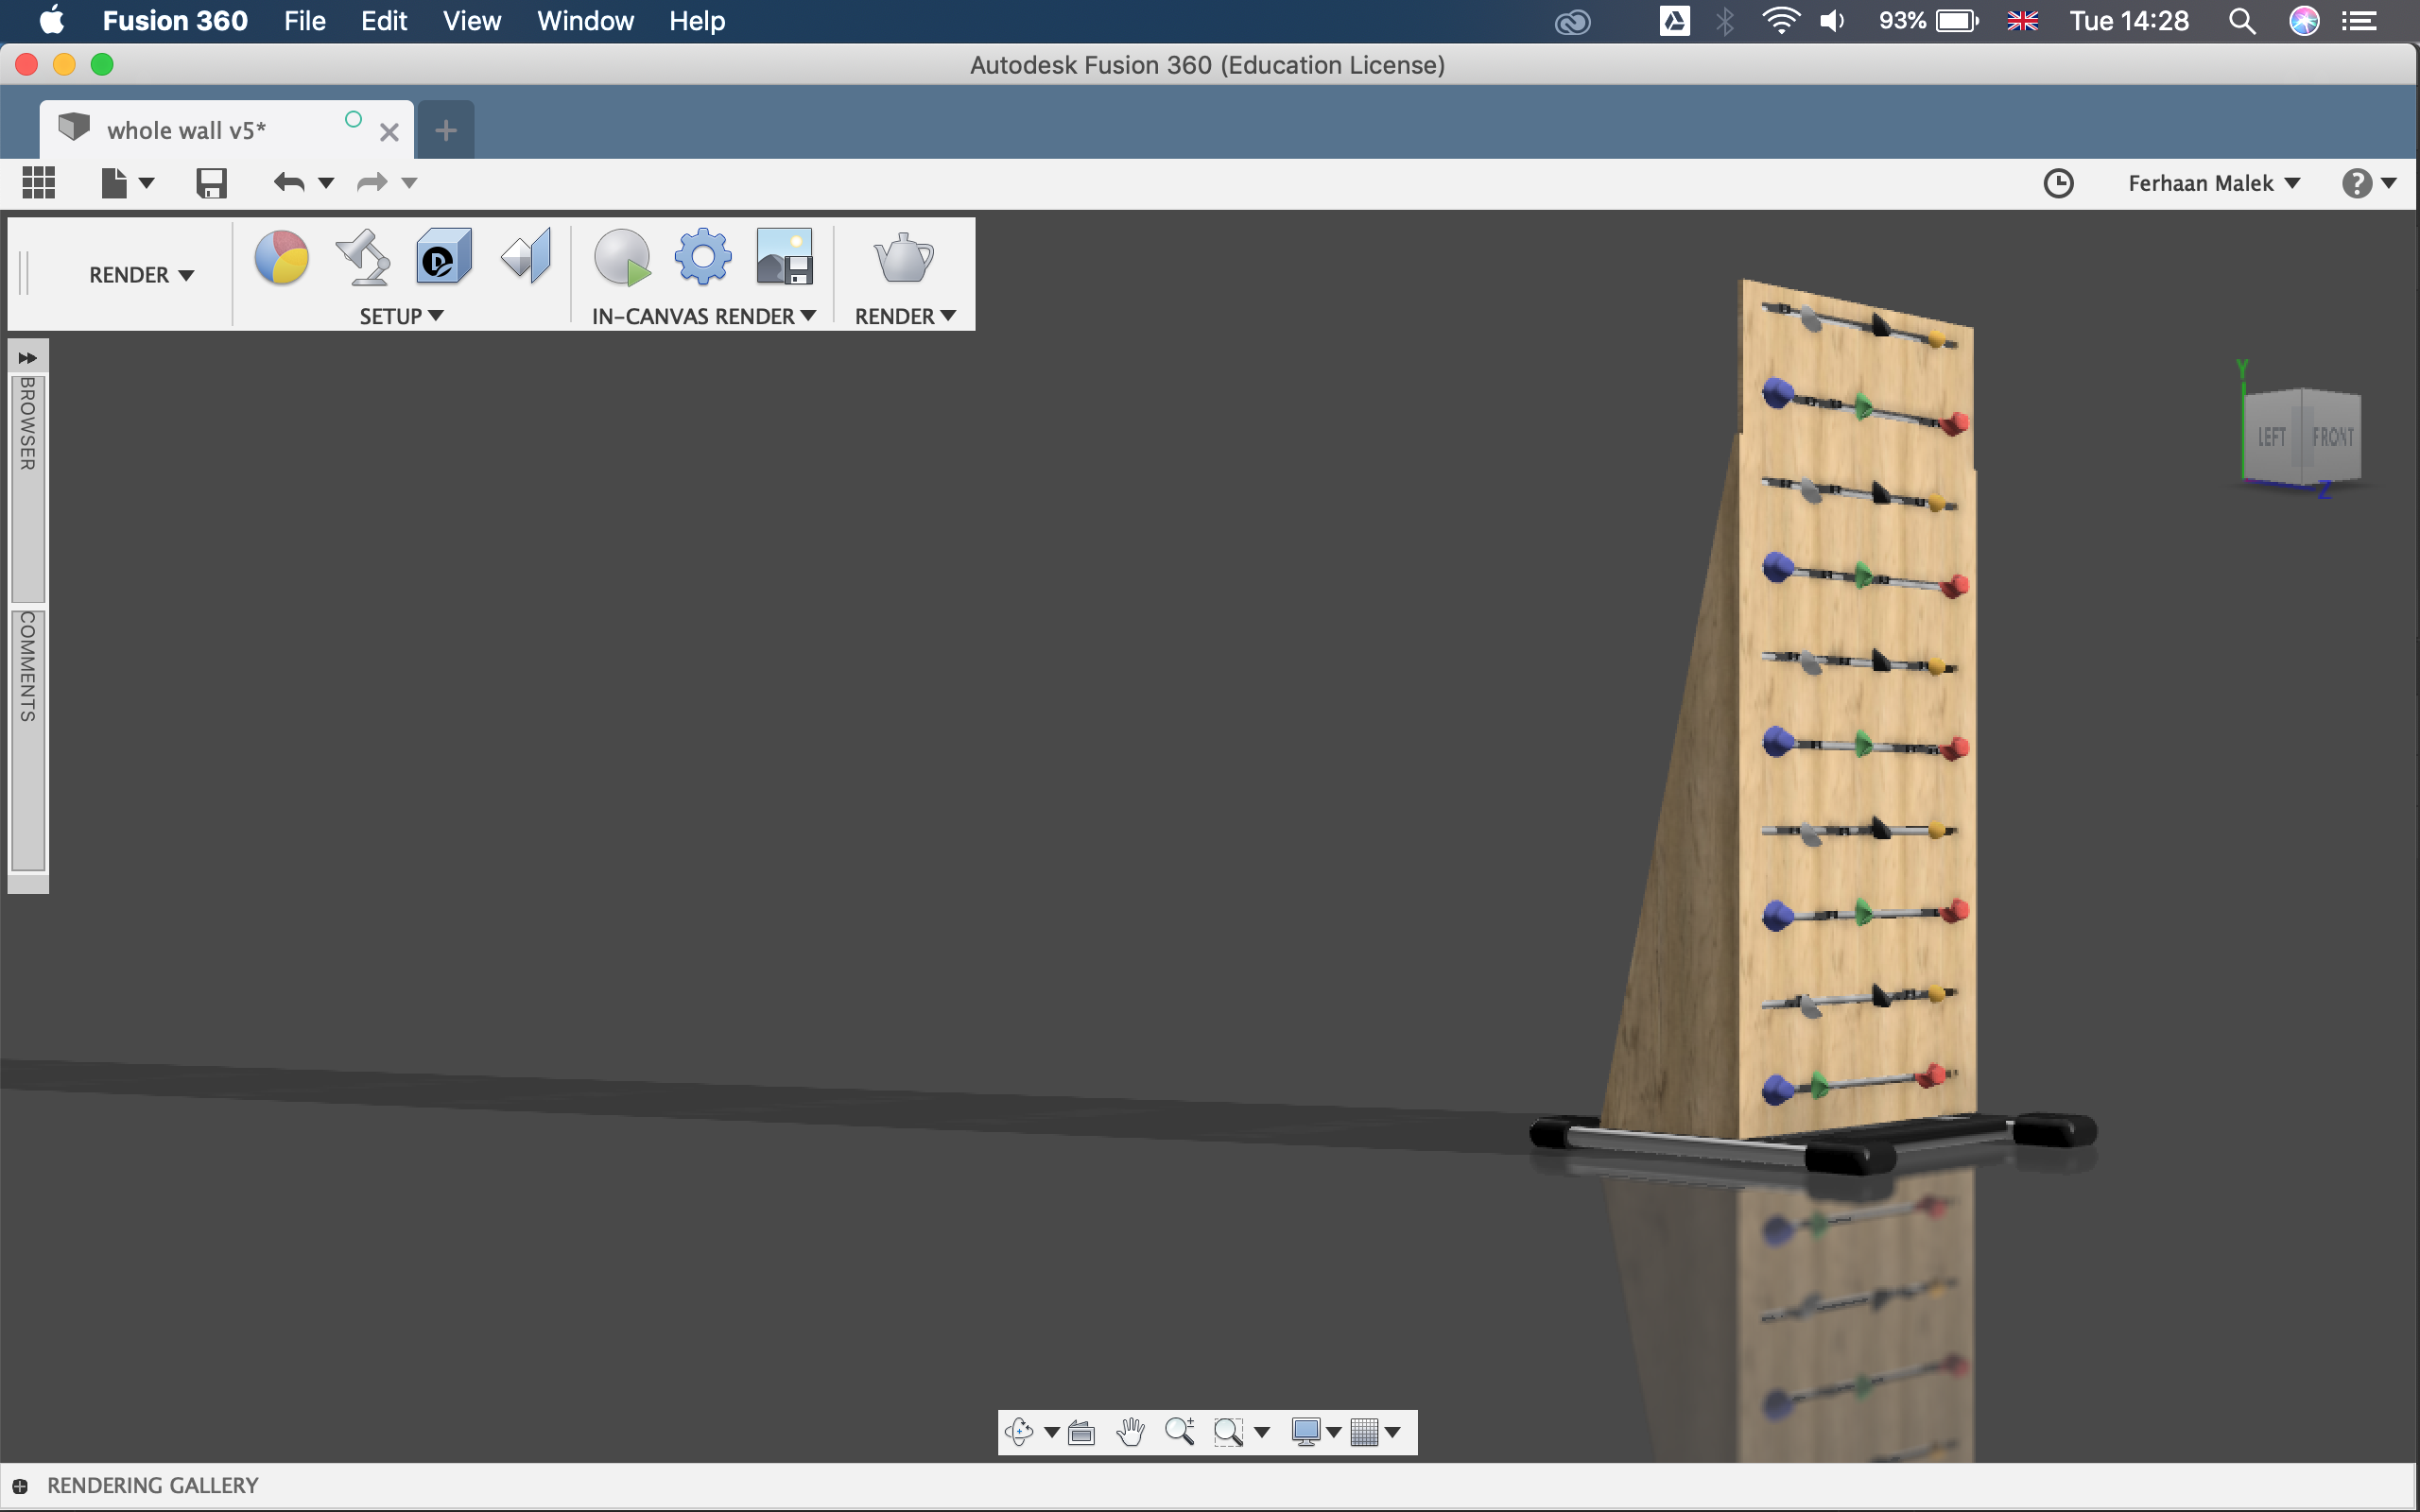 Fusion 360 File Edit View Window Help 93% Tue 14:28
Autodesk Fusion 360 (Education License)
whole wall v5*
Ferhaan Malek
RENDER
SETUP IN-CANVAS RENDER RENDER
BROWSER
COMMENTS
Y
LEFT FRONT
Z
RENDERING GALLERY